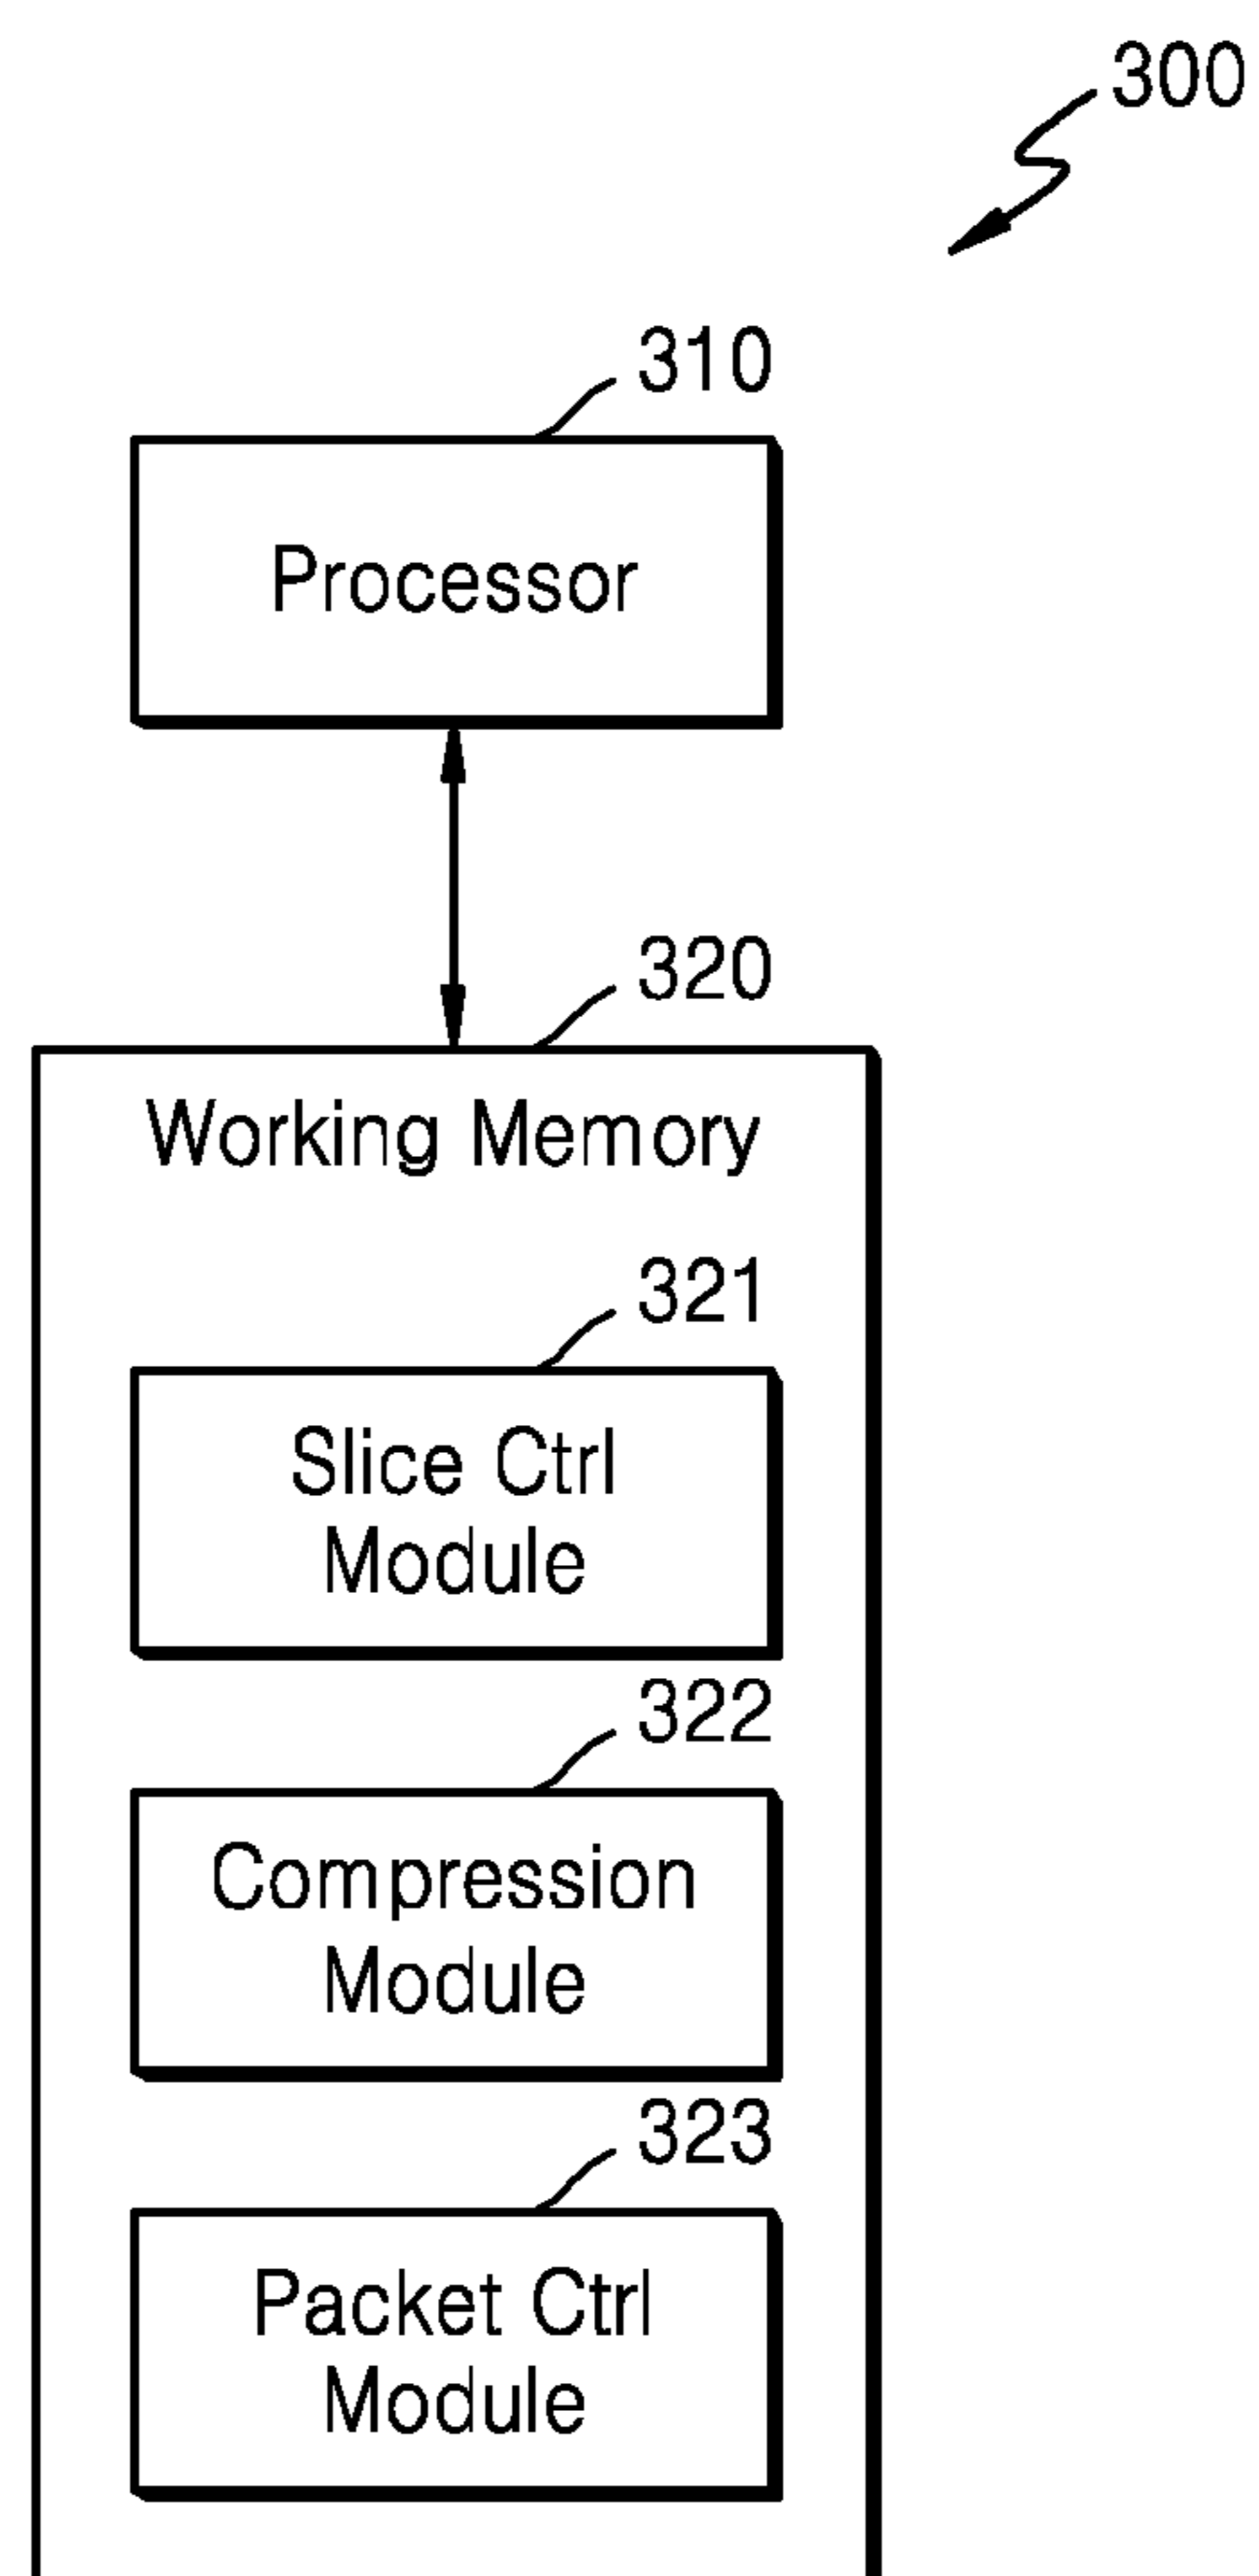 300
310
Processor
320
Working Memory
321
Slice Ctrl
Module
322
Compression
Module
323
Packet Ctrl
Module